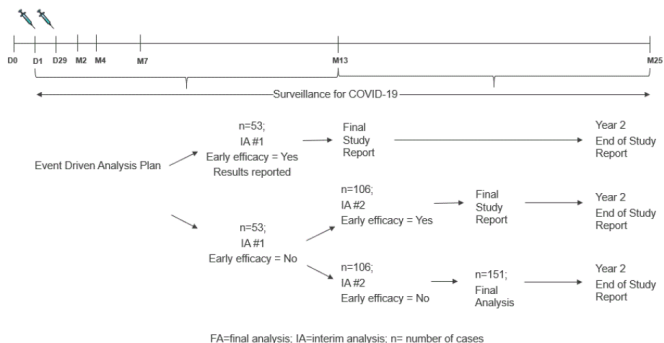 D0 D1 D29 M2 M4 M7 M13 M25
Surveillance for COVID-19
Event Driven Analysis Plan
n=53;
IA #1
Early efficacy = Yes
Results reported
Final
Study
Report
Year 2
End of Study
Report
n=53;
IA #1
Early efficacy = No
n=106;
IA #2
Early efficacy = Yes
Final
Study
Report
Year 2
End of Study
Report
n=106;
IA #2
Early efficacy = No
n=151;
Final
Analysis
Year 2
End of Study
Report
FA=final analysis; IA=interim analysis; n= number of cases